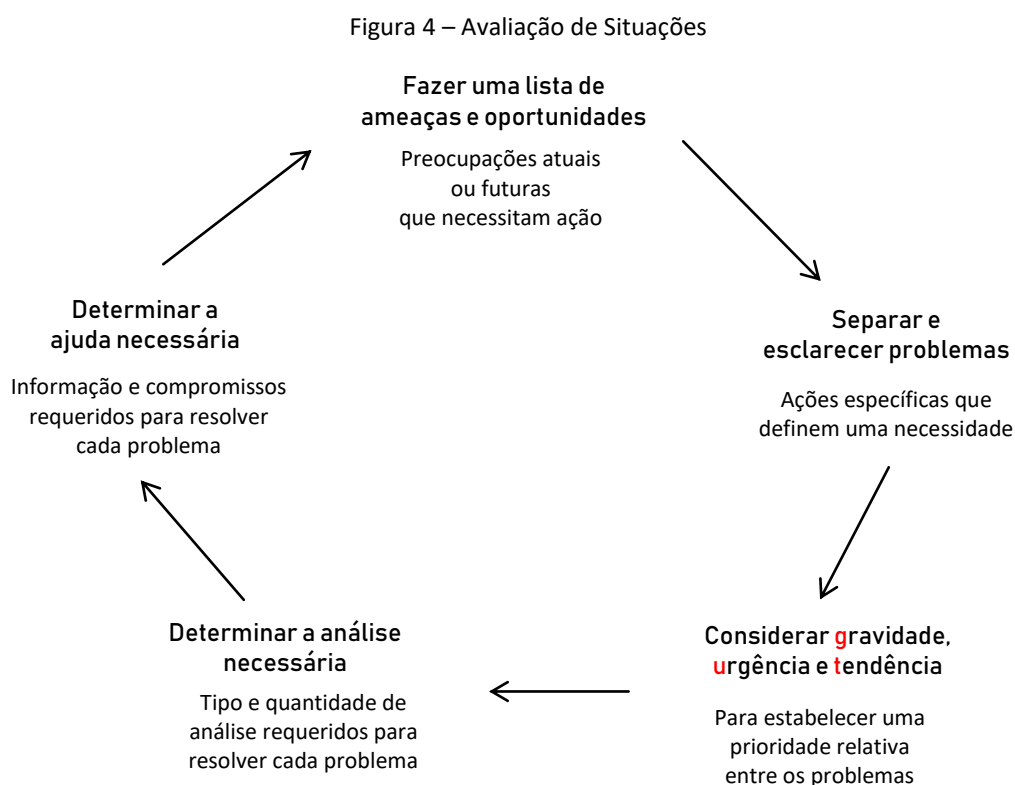 Figura 4 – Avaliação de Situações
Fazer uma lista de
ameaças e oportunidades
Preocupações atuais
ou futuras
que necessitam ação
Separar e
esclarecer problemas
Ações específicas que
definem uma necessidade
Considerar gravidade,
urgência e tendência
Para estabelecer uma
prioridade relativa
entre os problemas
Determinar a análise
necessária
Tipo e quantidade de
análise requeridos para
resolver cada problema
Determinar a
ajuda necessária
Informação e compromissos
requeridos para resolver
cada problema